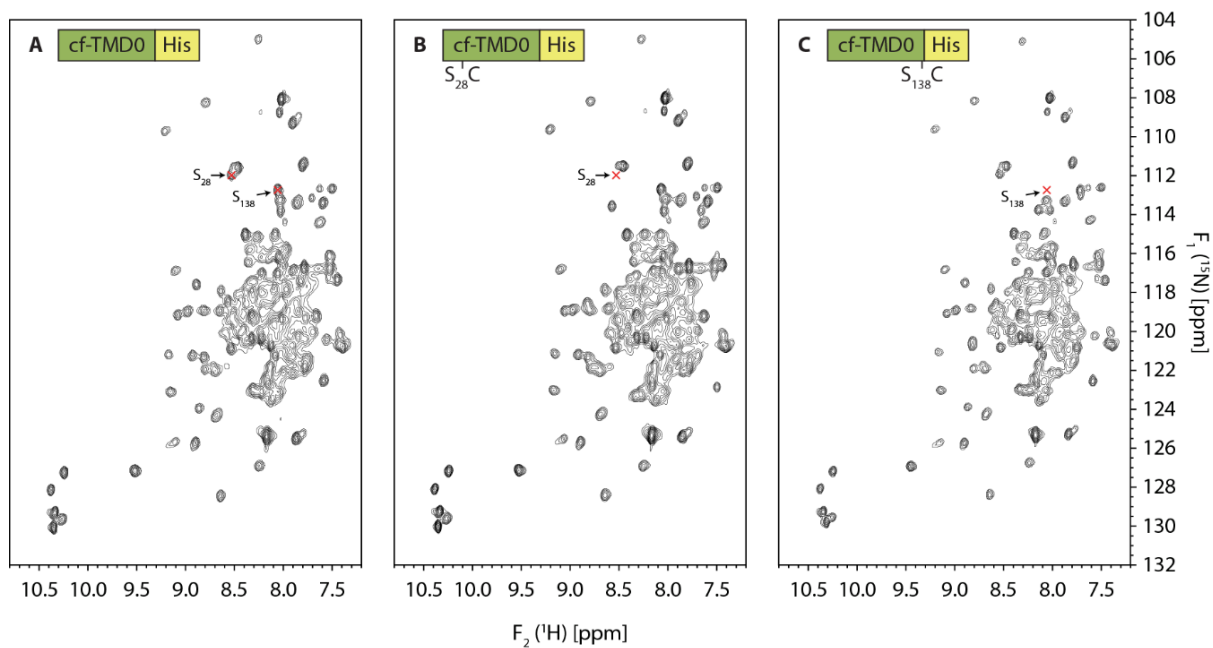 A cf-TMD0 His
B cf-TMD0 His
S28C
C cf-TMD0 His
S138C
S28
S138
S28
S138
104
106
108
110
112
114
116
118
120
122
124
126
128
130
132
F1 (15N) [ppm]
10.5 10.0 9.5 9.0 8.5 8.0 7.5
10.5 10.0 9.5 9.0 8.5 8.0 7.5
10.5 10.0 9.5 9.0 8.5 8.0 7.5
F2 (1H) [ppm]